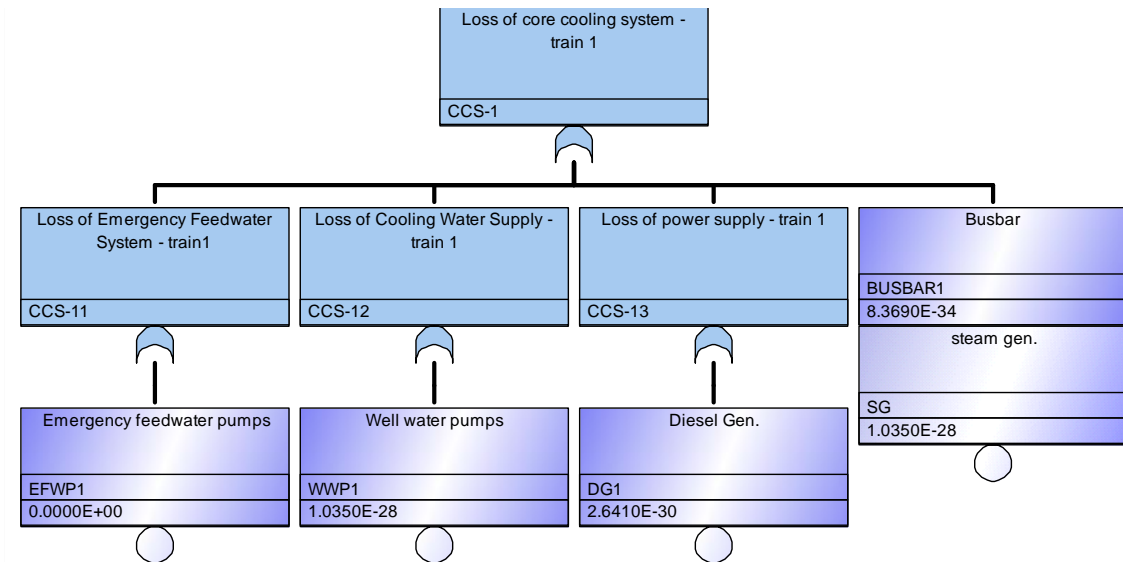 Loss of core cooling system -
train 1
CCS-1
Loss of Emergency Feedwater
System - train1
CCS-11
Loss of Cooling Water Supply -
train 1
CCS-12
Loss of power supply - train 1
CCS-13
Busbar
BUSBAR1
8.3690E-34
steam gen.
SG
1.0350E-28
Emergency feedwater pumps
EFWP1
0.0000E+00
Well water pumps
WWP1
1.0350E-28
Diesel Gen.
DG1
2.6410E-30